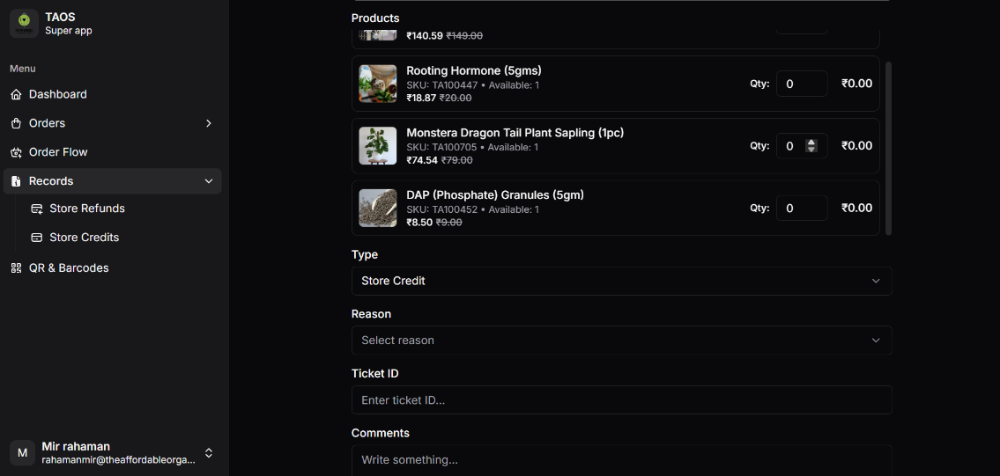 TAOS
Super app
Menu
Dashboard
Orders
Order Flow
Records
Store Refunds
Store Credits
QR & Barcodes
M
Mir rahaman
rahamanmir@theaffordableorga...
Products
₹140.59 ₹149.00
Rooting Hormone (5gms)
SKU: TA100447 • Available: 1
₹18.87 ₹20.00
Qty: 0 ₹0.00
Monstera Dragon Tail Plant Sapling (1pc)
SKU: TA100705 • Available: 1
₹74.54 ₹79.00
Qty: 0 ₹0.00
DAP (Phosphate) Granules (5gm)
SKU: TA100452 • Available: 1
₹8.50 ₹9.00
Qty: 0 ₹0.00
Type
Store Credit
Reason
Select reason
Ticket ID
Enter ticket ID...
Comments
Write something...